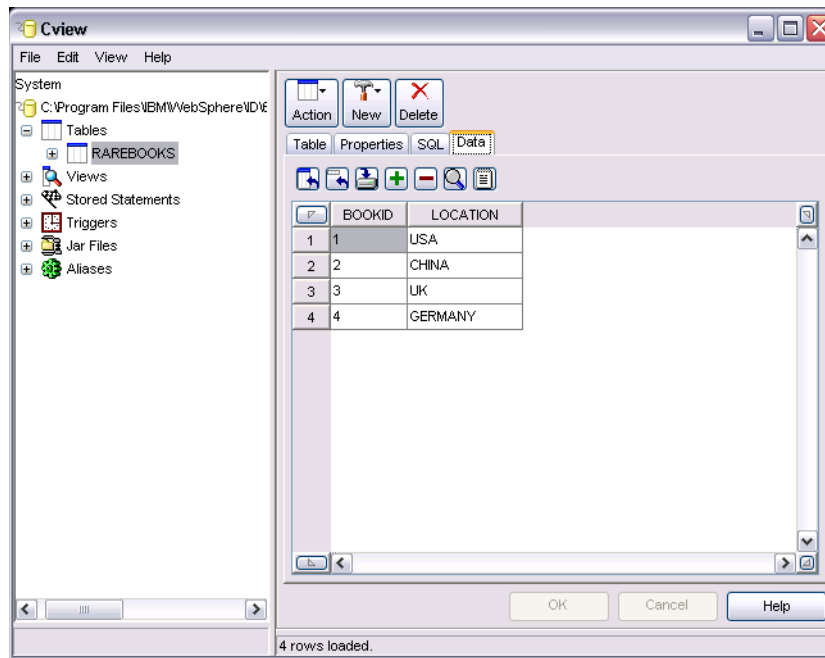 Cview
File Edit View Help
System
C:\Program Files\IBM\WebSphere\ID\E
Tables
RAREBOOKS
Views
Stored Statements
Triggers
Jar Files
Aliases
Action New Delete
Table Properties SQL Data
BOOKID LOCATION
1 1 USA
2 2 CHINA
3 3 UK
4 4 GERMANY
OK Cancel Help
4 rows loaded.